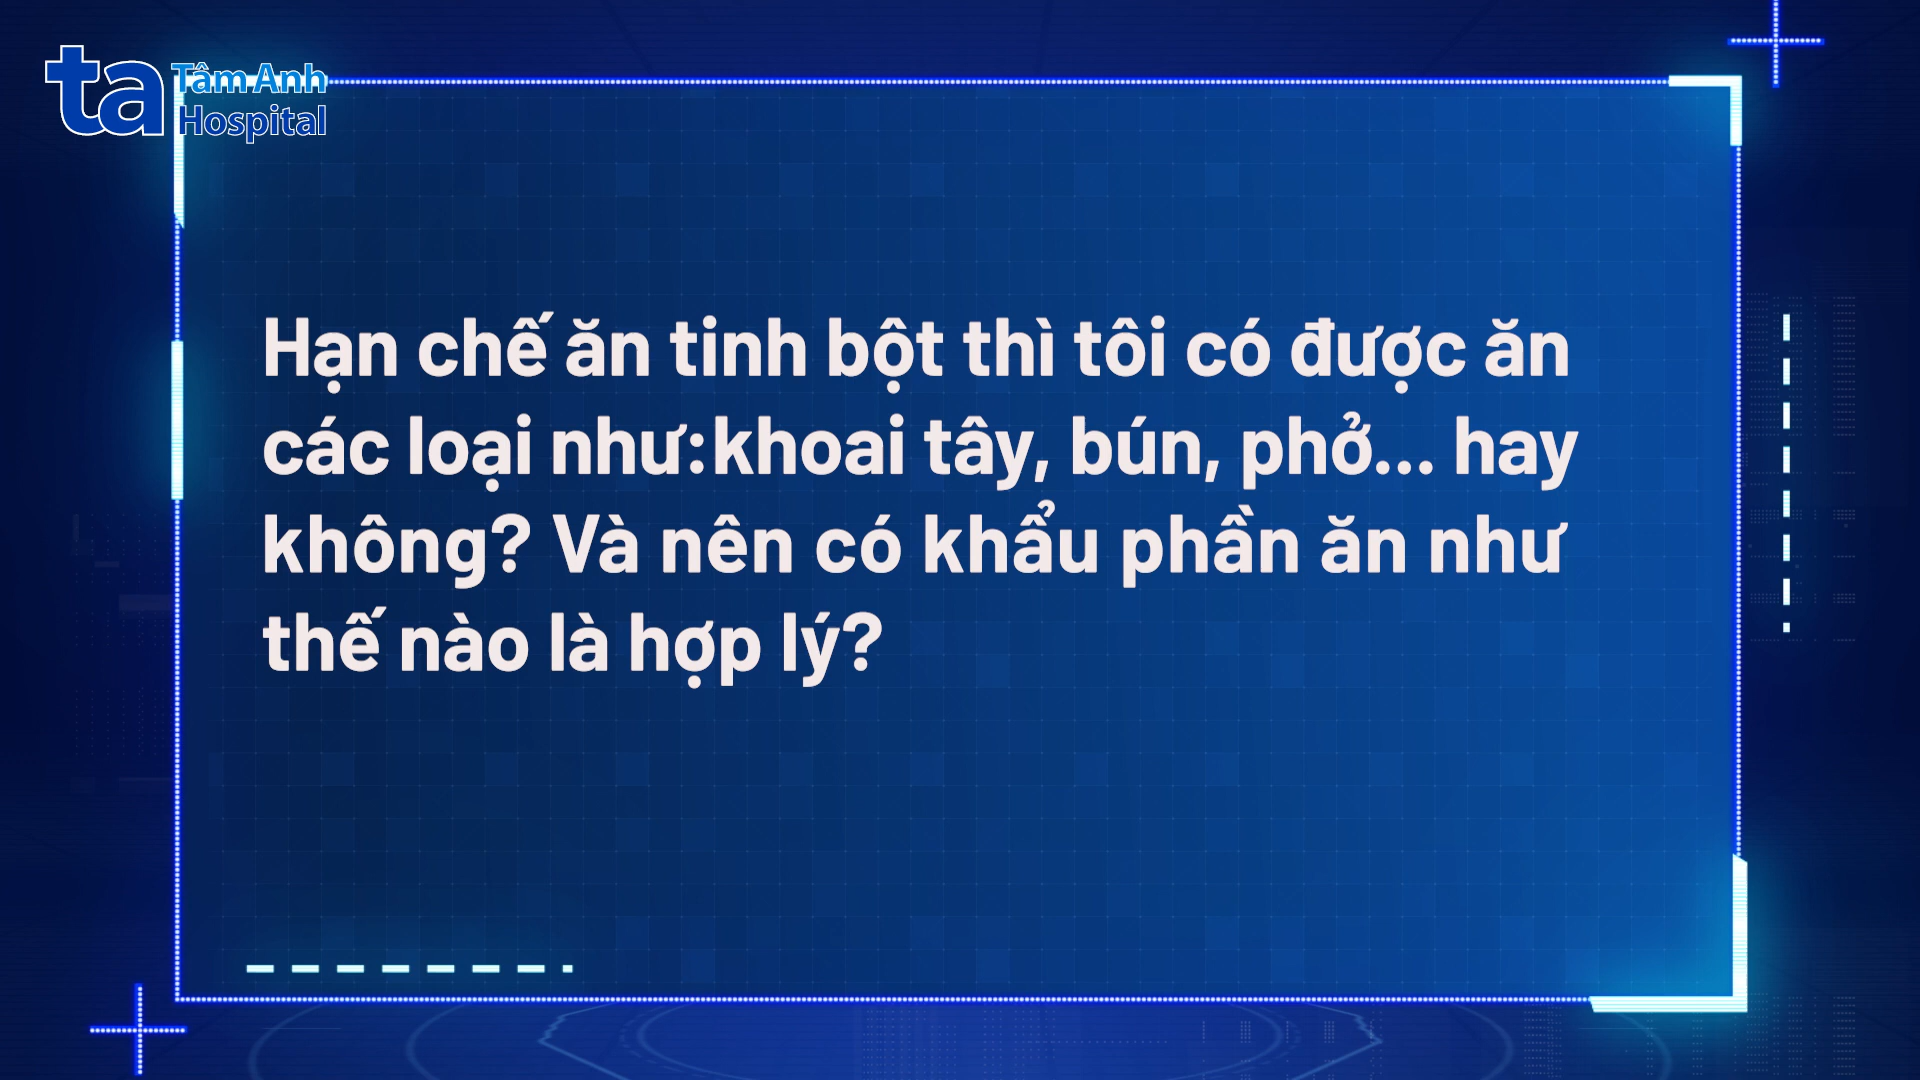 ta Tâm Anh
Hospital
Hạn chế ăn tinh bột thì tôi có được ăn
các loại như:khoai tây, bún, phở... hay
không? Và nên có khẩu phần ăn như
thế nào là hợp lý?